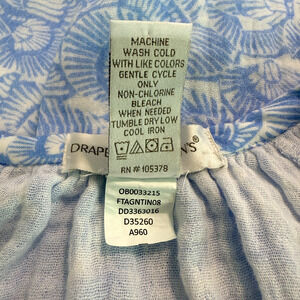 MACHINE
WASH COLD
WITH LIKE COLORS
GENTLE CYCLE
ONLY
NON-CHLORINE
BLEACH
WHEN NEEDED
TUMBLE DRY LOW
COOL IRON
DRAPE
S®
RN # 105378
OB0033215
FTAGNTIN08
DD3363016
D35260
A960